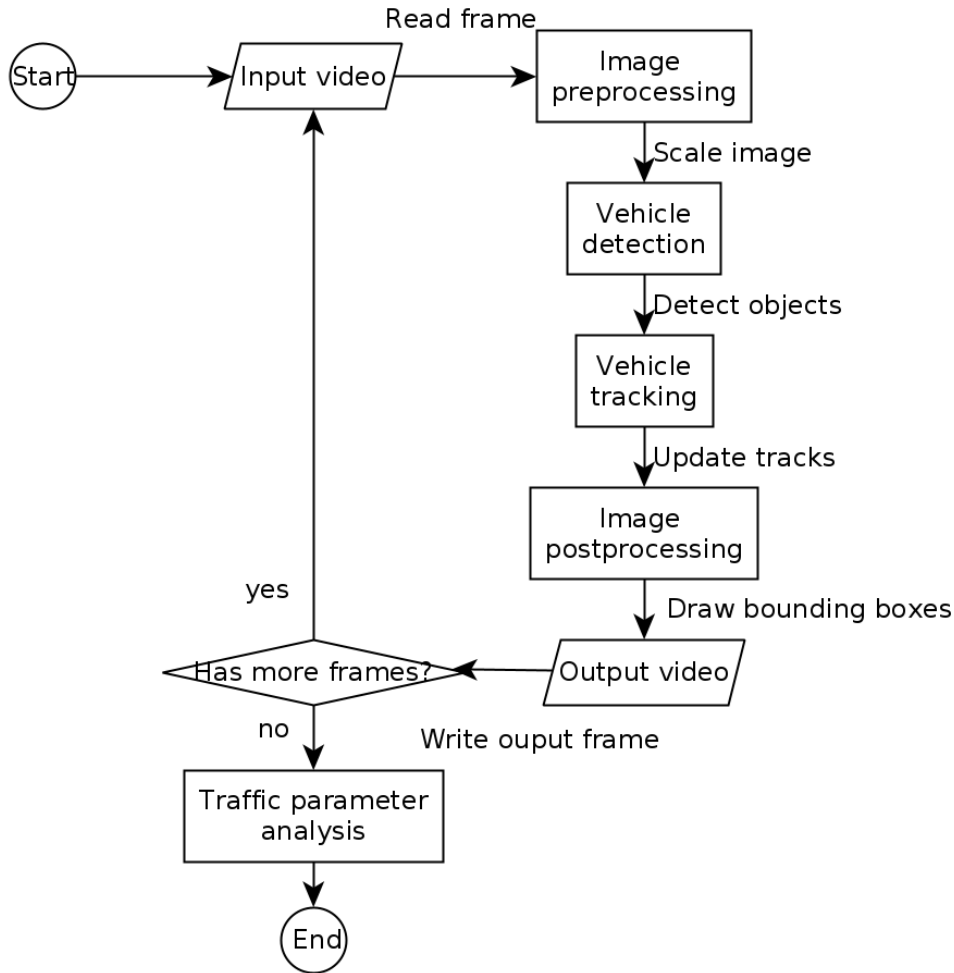 Read frame
Start
Input video
Image
preprocessing
Scale image
Vehicle
detection
Detect objects
Vehicle
tracking
Update tracks
Image
postprocessing
yes
Draw bounding boxes
Has more frames?
Output video
no
Write ouput frame
Traffic parameter
analysis
End